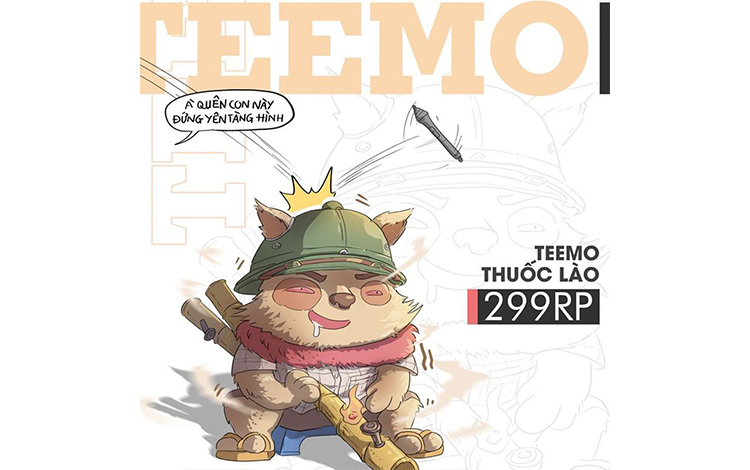 TEEMO
À QUÊN CON NÀY
ĐỨNG YÊN TÀNG HÌNH
TEEMO
THUỐC LÀO
299RP